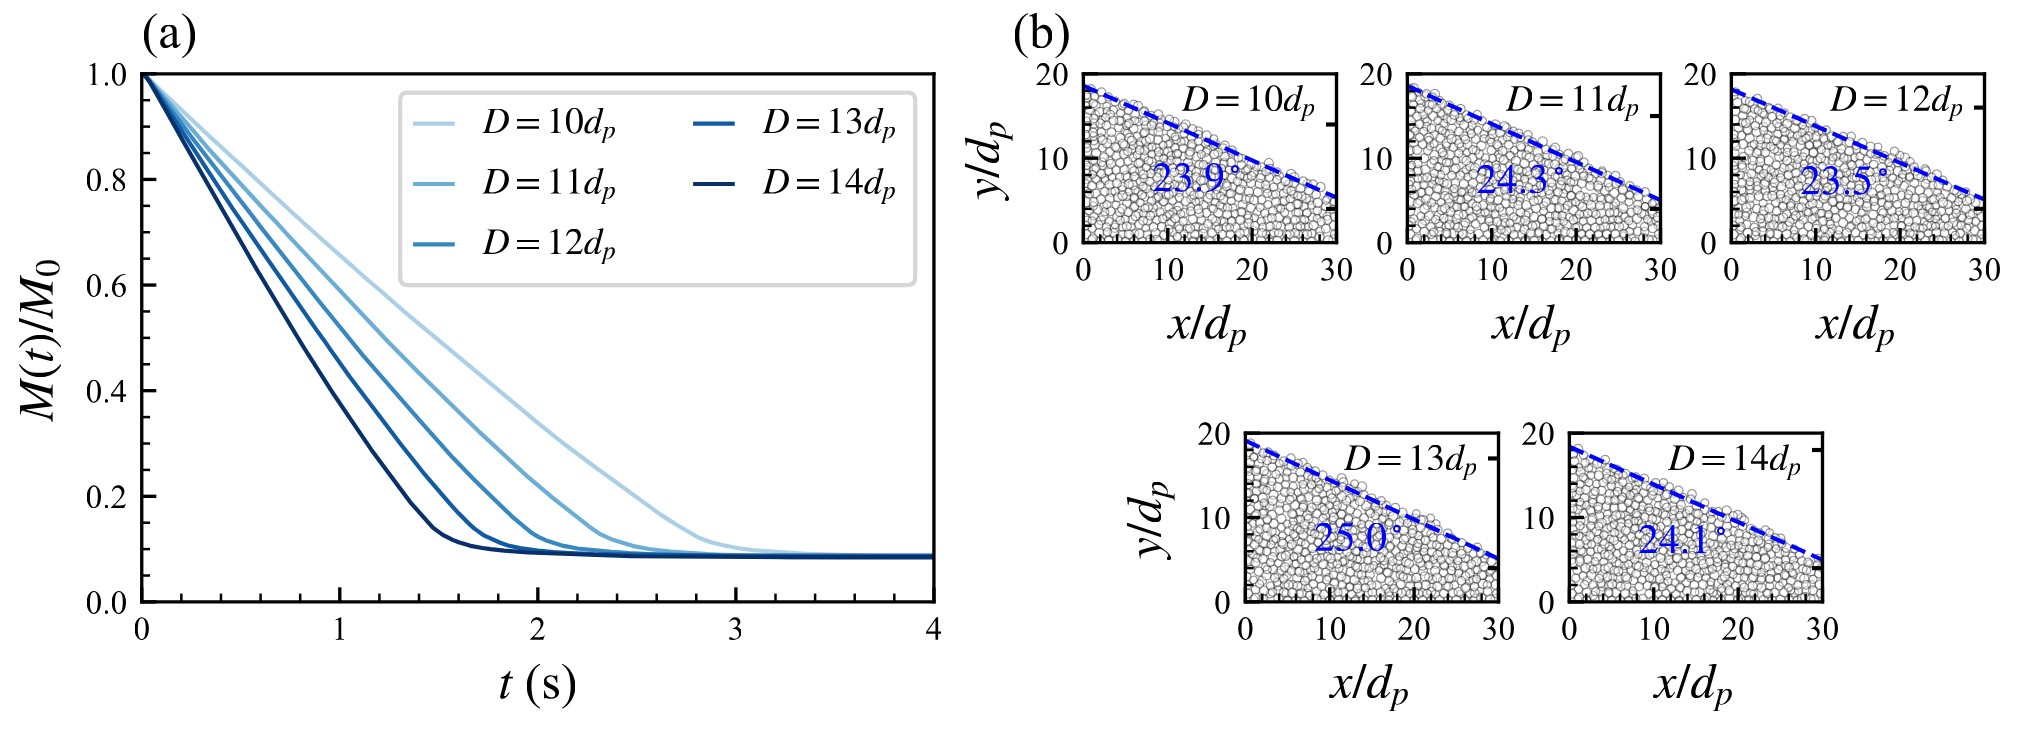 (a)
M(t)/M₀
1.0
0.8
0.6
0.4
0.2
0.0
D = 10dₚ
D = 11dₚ
D = 12dₚ
D = 13dₚ
D = 14dₚ
0 1 2 3 4
t (s)
(b)
y/dₚ
20
10
0
D = 10dₚ
23.9°
0 10 20 30
x/dₚ
20
10
0
D = 11dₚ
24.3°
0 10 20 30
x/dₚ
20
10
0
D = 12dₚ
23.5°
0 10 20 30
x/dₚ
y/dₚ
20
10
0
D = 13dₚ
25.0°
0 10 20 30
x/dₚ
20
10
0
D = 14dₚ
24.1°
0 10 20 30
x/dₚ